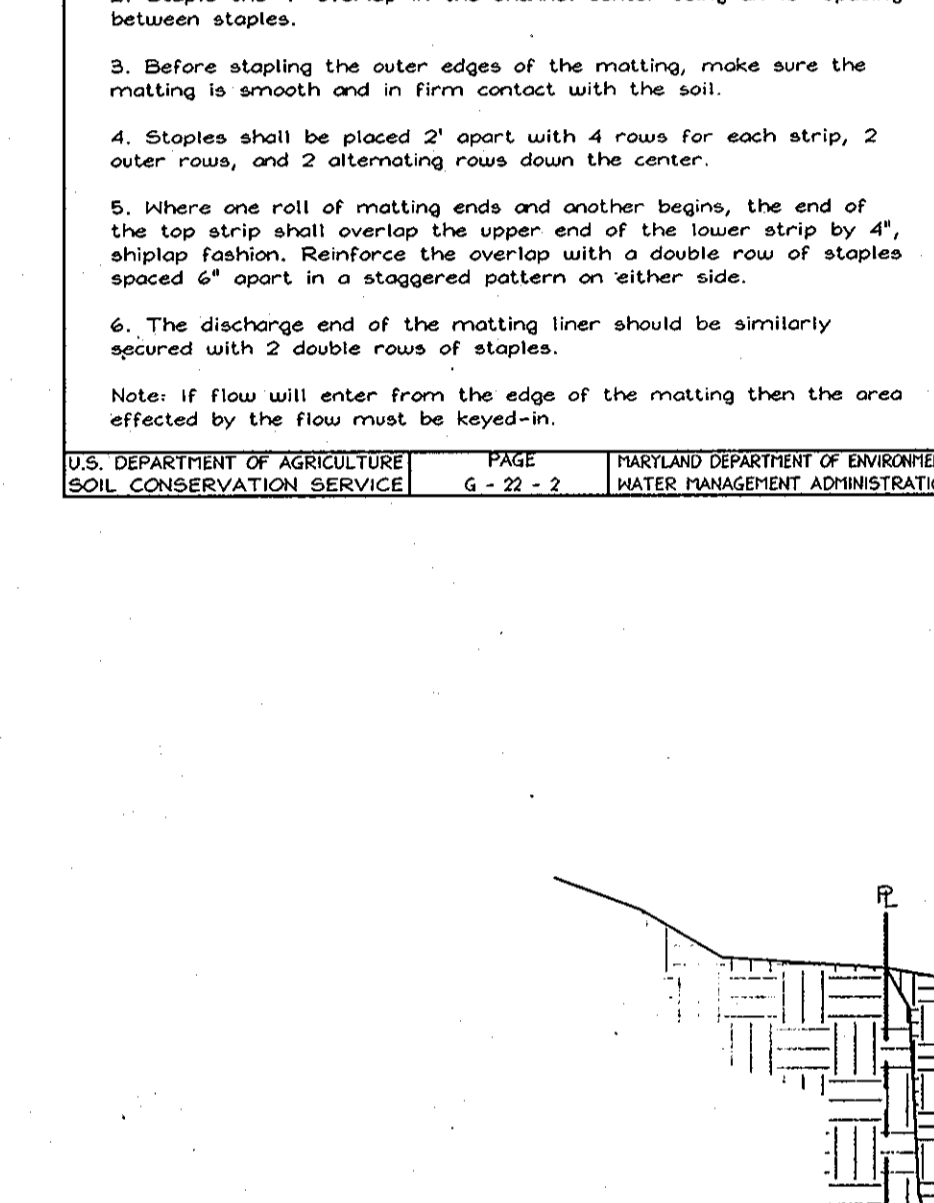 between staples.
3. Before stapling the outer edges of the matting, make sure the
matting is smooth and in firm contact with the soil.
4. Staples shall be placed 2' apart with 4 rows for each strip, 2
outer rows, and 2 alternating rows down the center.
5. Where one roll of matting ends and another begins, the end of
the top strip shall overlap the upper end of the lower strip by 4",
shiplap fashion. Reinforce the overlap with a double row of staples
spaced 6" apart in a staggered pattern on either side.
6. The discharge end of the matting liner should be similarly
secured with 2 double rows of staples.
Note: If flow will enter from the edge of the matting then the area
effected by the flow must be keyed-in.
U.S. DEPARTMENT OF AGRICULTURE PAGE MARYLAND DEPARTMENT OF ENVIRONME
SOIL CONSERVATION SERVICE G - 22 - 2 WATER MANAGEMENT ADMINISTRATI
PL